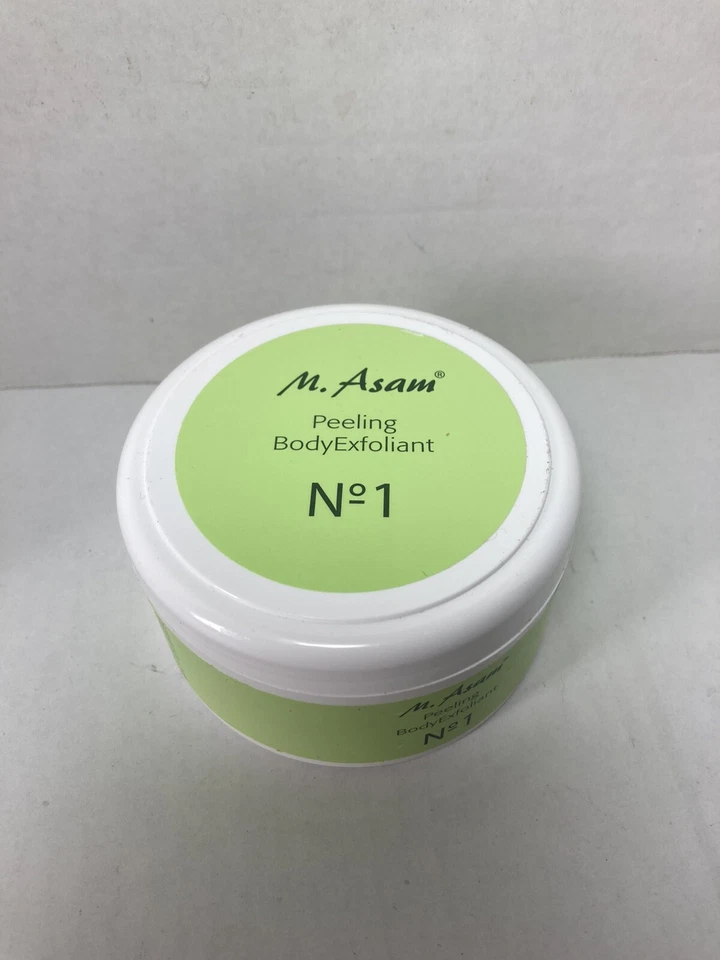 M. Asam®
Peeling
BodyExfoliant
Nº1
M. Asam®
Peeling
BodyExfoliant
Nº1